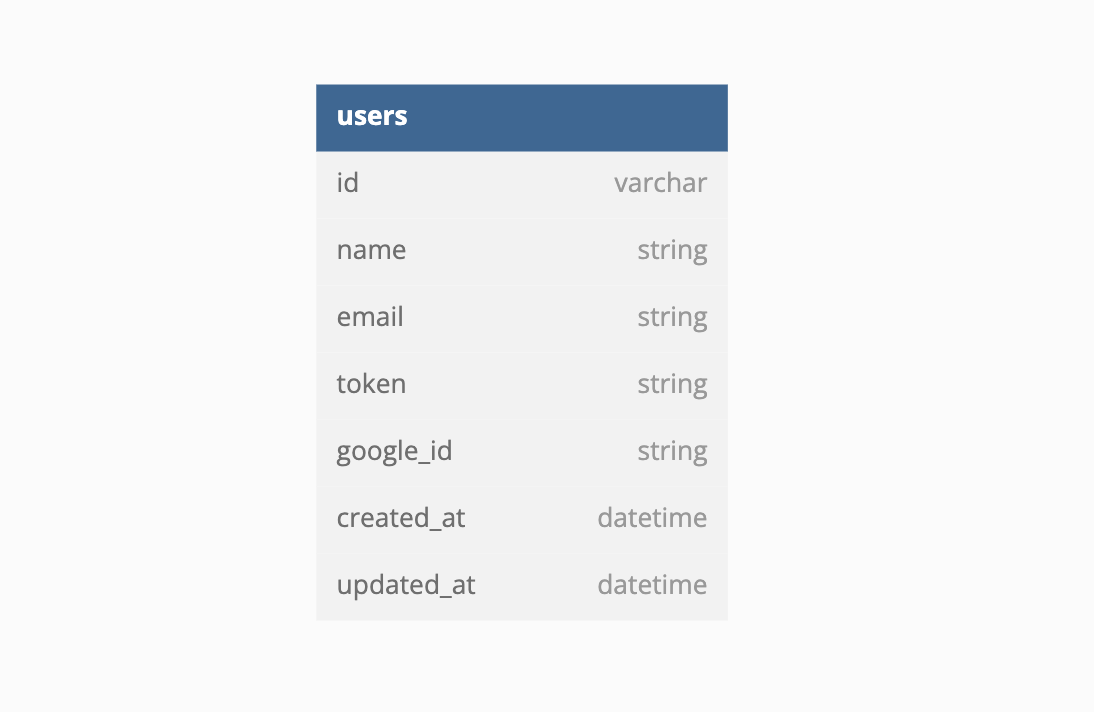 users
id varchar
name string
email string
token string
google_id string
created_at datetime
updated_at datetime